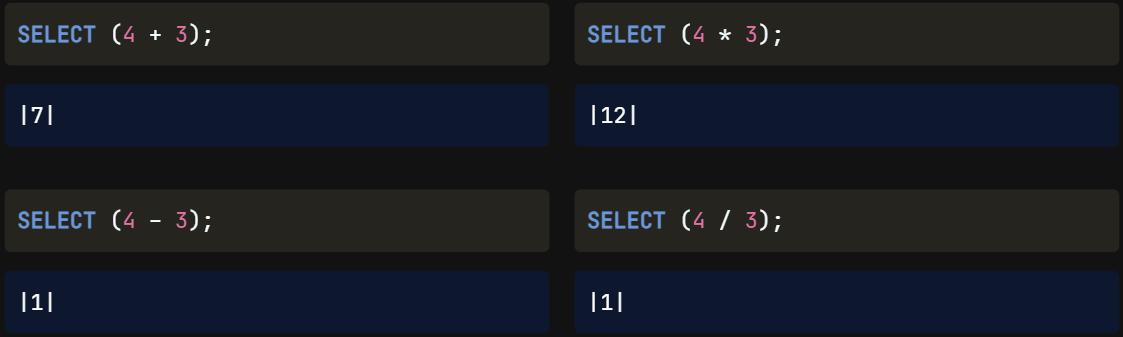 SELECT (4 + 3);
|7|
SELECT (4 * 3);
|12|
SELECT (4 - 3);
|1|
SELECT (4 / 3);
|1|